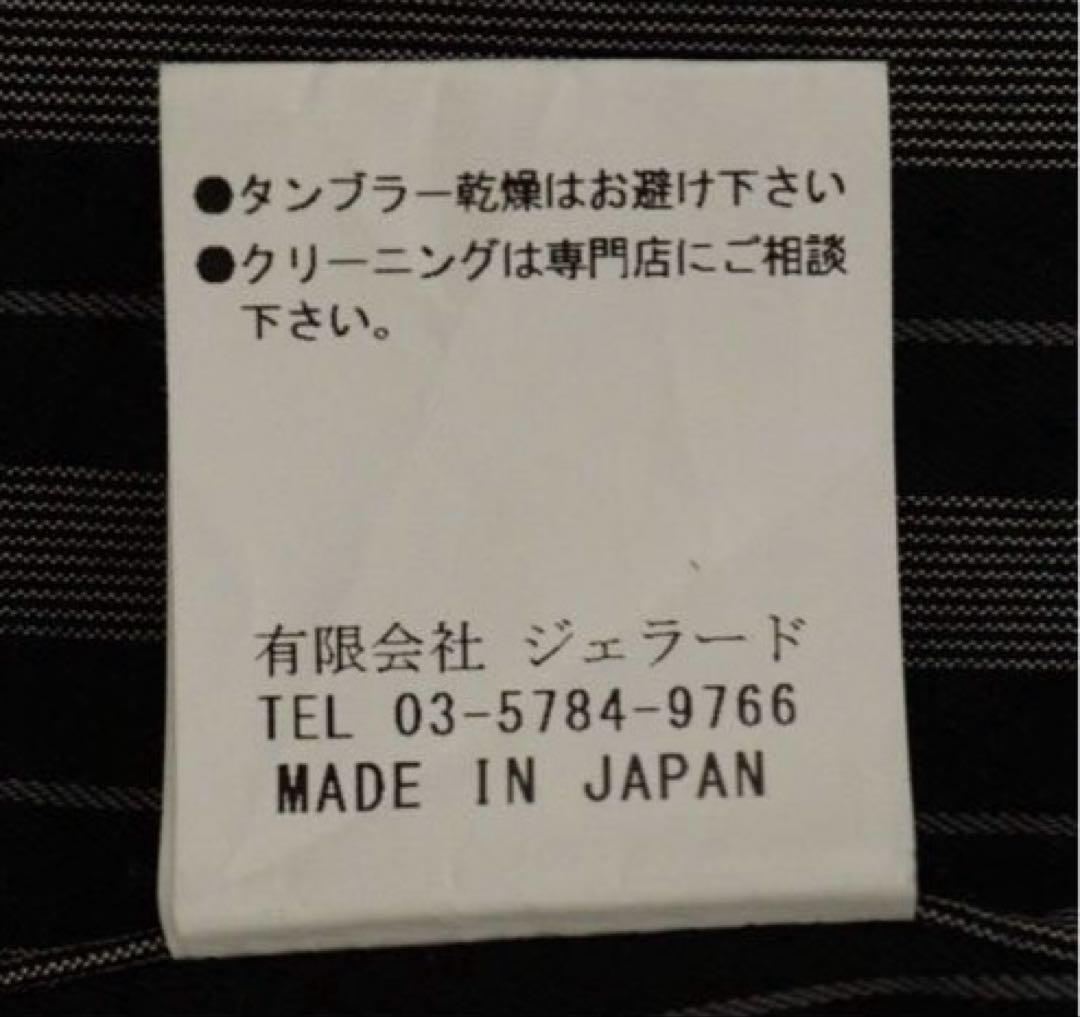 ●タンブラー乾燥はお避け下さい
●クリーニングは専門店にご相談
下さい。
有限会社 ジェラード
TEL 03-5784-9766
MADE IN JAPAN